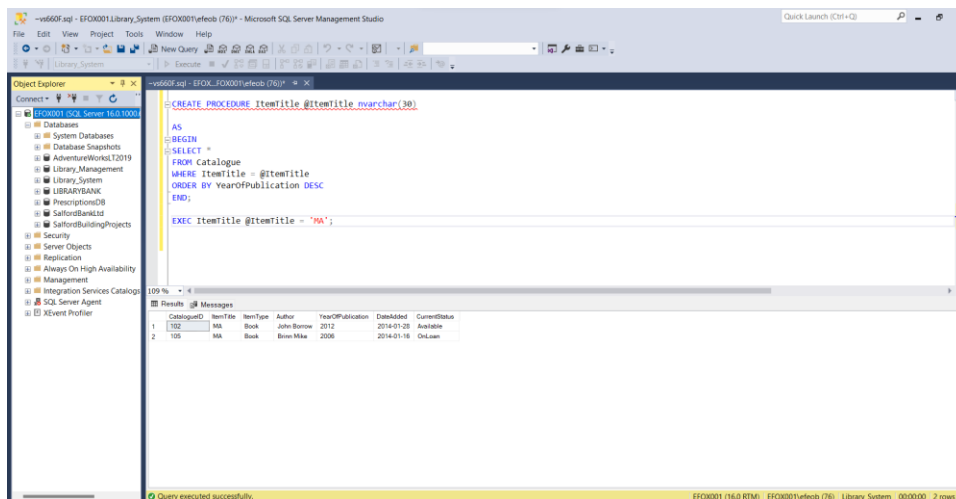 ~vs660F.sql - EFOX001.Library_System (EFOX001\efeob (76))* - Microsoft SQL Server Management Studio
Quick Launch (Ctrl+Q)
File Edit View Project Tools Window Help
New Query
Library_System Execute
Object Explorer
~vs660F.sql - EFOX...FOX001\efeob (76))*
Connect
EFOX001 (SQL Server 16.0.1000.
Databases
System Databases
Database Snapshots
AdventureWorksLT2019
Library_Management
Library_System
LIBRARYBANK
PrescriptionsDB
SalfordBankLtd
SalfordBuildingProjects
Security
Server Objects
Replication
Always On High Availability
Management
Integration Services Catalogs
SQL Server Agent
XEvent Profiler
CREATE PROCEDURE ItemTitle @ItemTitle nvarchar(30)
AS
BEGIN
SELECT *
FROM Catalogue
WHERE ItemTitle = @ItemTitle
ORDER BY YearOfPublication DESC
END;
EXEC ItemTitle @ItemTitle = 'MA';
109 %
Results Messages
CatalogueID ItemTitle ItemType Author YearOfPublication DateAdded CurrentStatus
1 102 MA Book John Borrow 2012 2014-01-28 Available
2 105 MA Book Brinn Mike 2006 2014-01-16 OnLoan
Query executed successfully.
EFOX001 (16.0 RTM) EFOX001\efeob (76) Library_System 00:00:00 2 rows